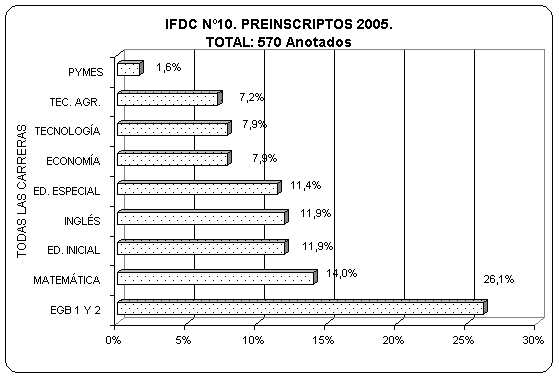 IFDC Nº10. PREINSCRIPTOS 2005.
TOTAL: 570 Anotados
TODAS LAS CARRERAS
PYMES 1,6%
TEC. AGR. 7,2%
TECNOLOGÍA 7,9%
ECONOMÍA 7,9%
ED. ESPECIAL 11,4%
INGLÉS 11,9%
ED. INICIAL 11,9%
MATEMÁTICA 14,0%
EGB 1 Y 2 26,1%
0% 5% 10% 15% 20% 25% 30%